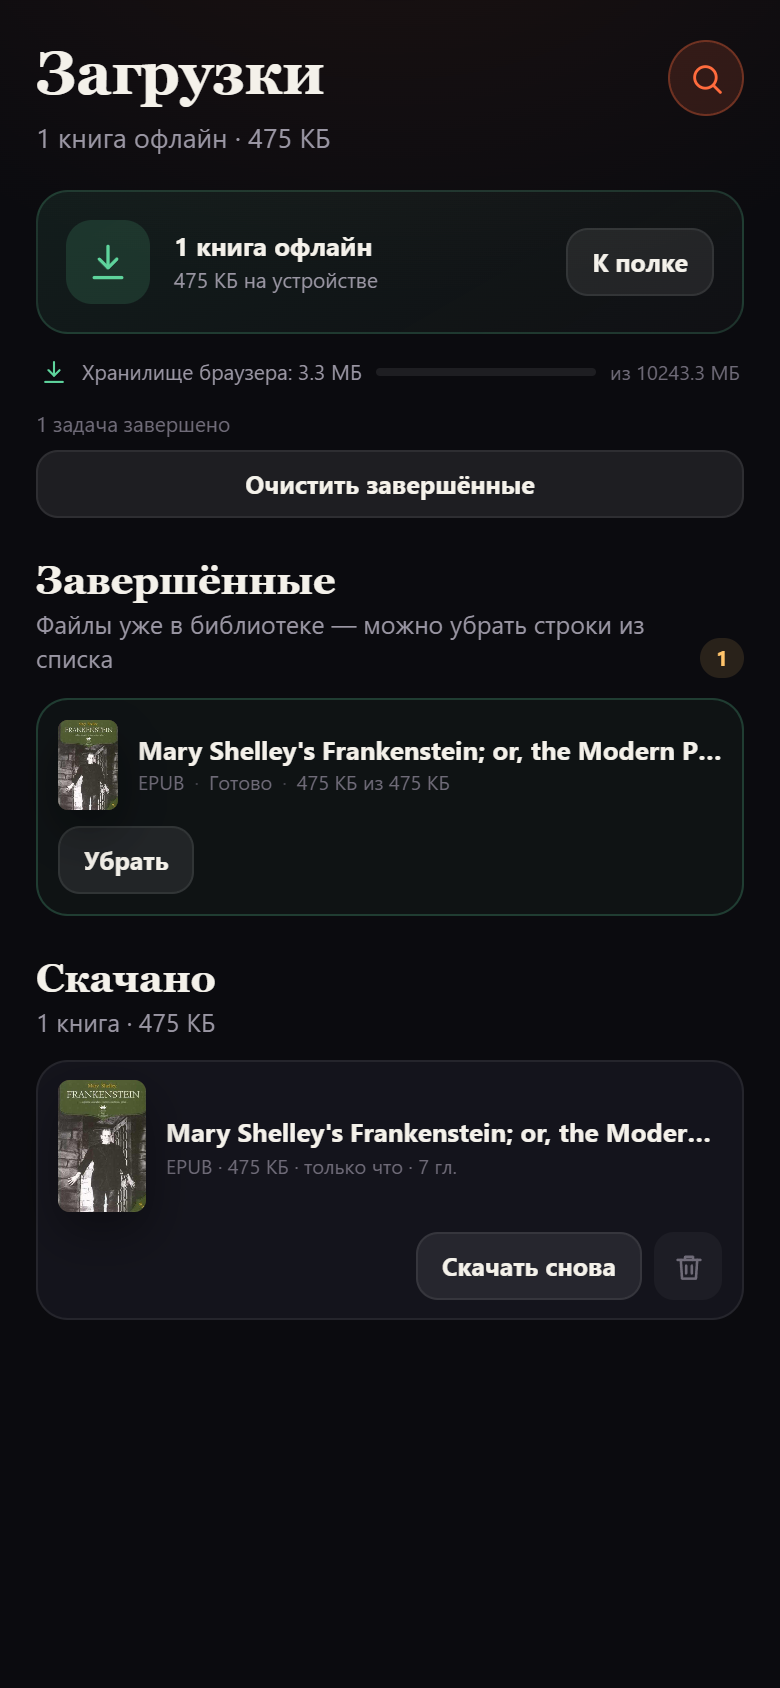 Загрузки
1 книга офлайн · 475 КБ
1 книга офлайн
475 КБ на устройстве
К полке
Хранилище браузера: 3.3 МБ
из 10243.3 МБ
1 задача завершено
Очистить завершённые
Завершённые
Файлы уже в библиотеке — можно убрать строки из
списка
1
FRANKENSTEIN
Mary Shelley's Frankenstein; or, the Modern P...
EPUB · Готово · 475 КБ из 475 КБ
Убрать
Скачано
1 книга · 475 КБ
Mary Shelley
FRANKENSTEIN
Mary Shelley's Frankenstein; or, the Moder...
EPUB · 475 КБ · только что · 7 гл.
Скачать снова